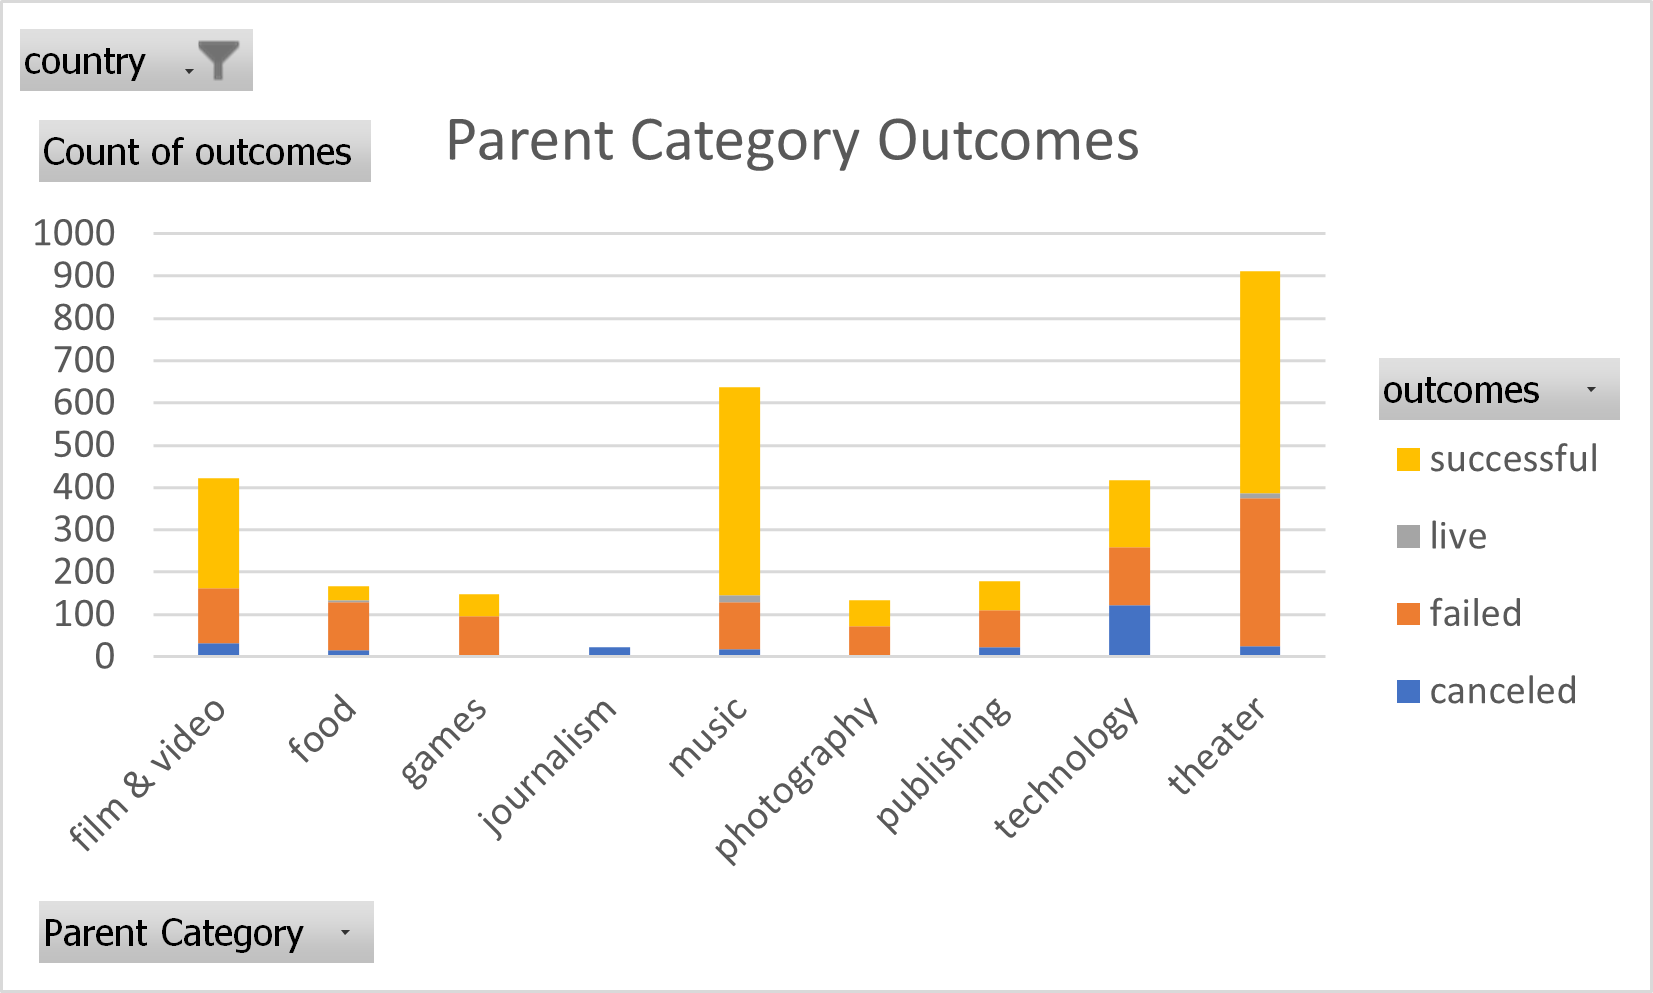 country
Count of outcomes
Parent Category Outcomes
1000
900
800
700
600
500
400
300
200
100
0
film & video
food
games
journalism
music
photography
publishing
technology
theater
outcomes
successful
live
failed
canceled
Parent Category